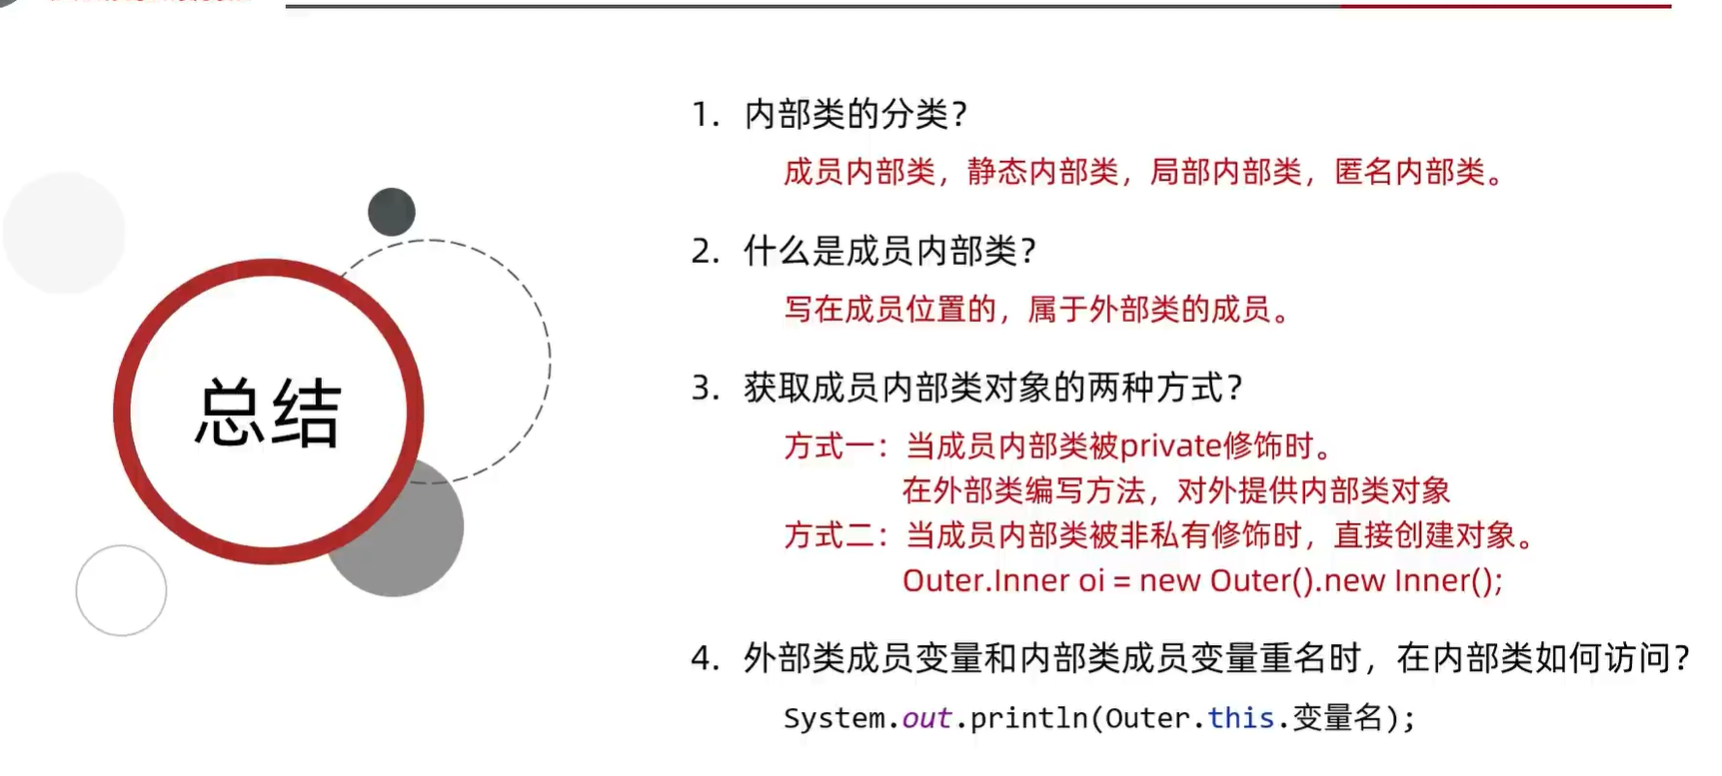 总结
1. 内部类的分类？
成员内部类，静态内部类，局部内部类，匿名内部类。
2. 什么是成员内部类？
写在成员位置的，属于外部类的成员。
3. 获取成员内部类对象的两种方式？
方式一：当成员内部类被private修饰时。
在外部类编写方法，对外提供内部类对象
方式二：当成员内部类被非私有修饰时，直接创建对象。
Outer.Inner oi = new Outer().new Inner();
4. 外部类成员变量和内部类成员变量重名时，在内部类如何访问？
System.out.println(Outer.this.变量名);